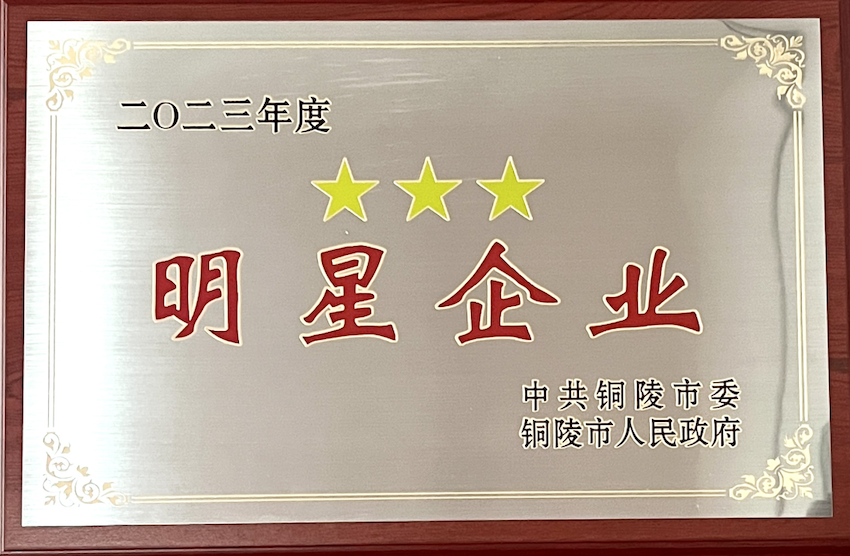 二〇二三年度
明星企业
中共铜陵市委
铜陵市人民政府